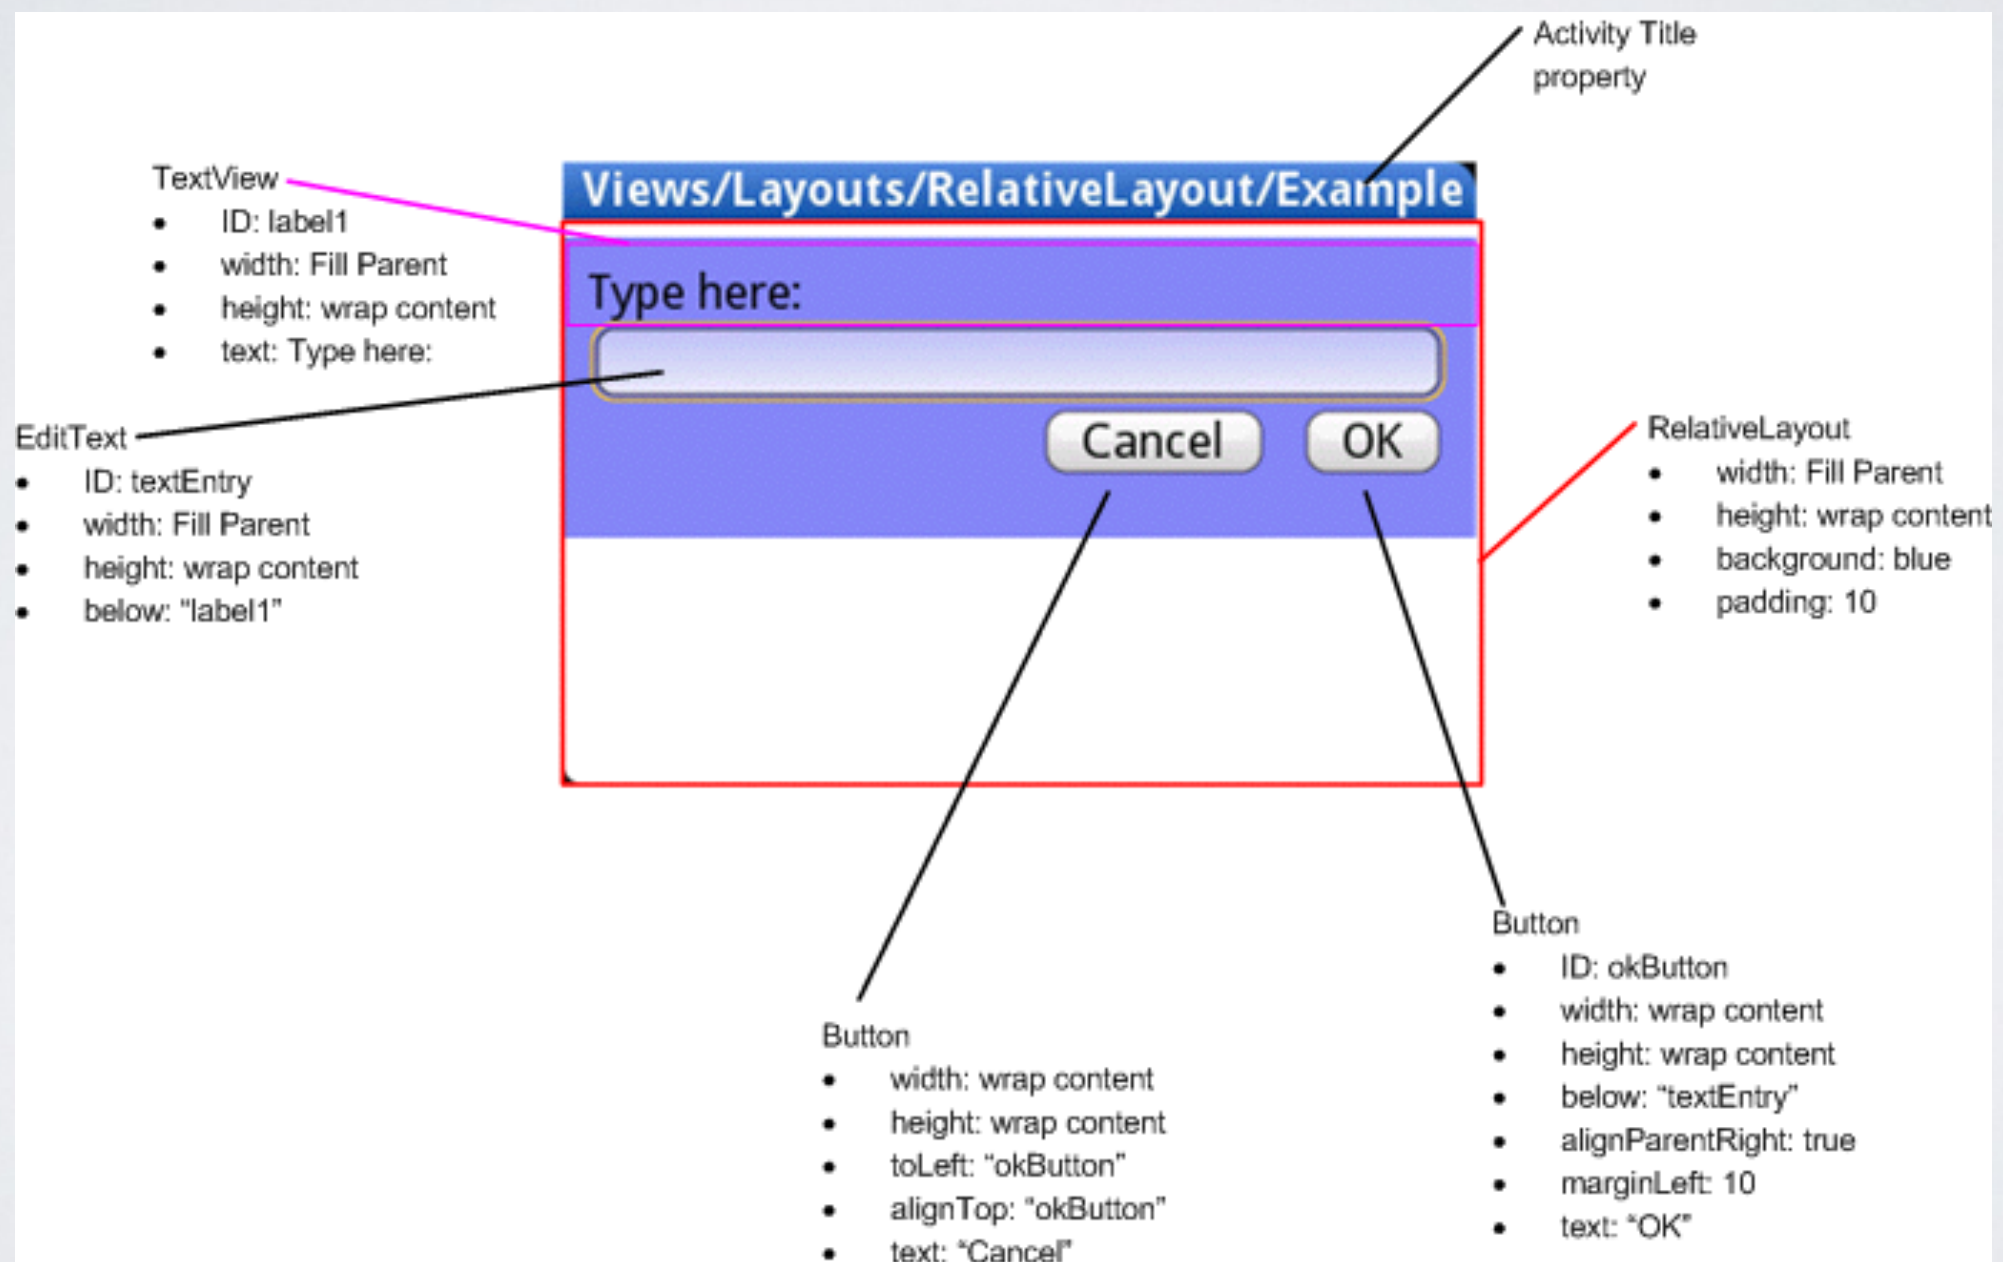 Activity Title
property
TextView
• ID: label1
• width: Fill Parent
• height: wrap content
• text: Type here:
Views/Layouts/RelativeLayout/Example
Type here:
Cancel
OK
EditText
• ID: textEntry
• width: Fill Parent
• height: wrap content
• below: “label1”
RelativeLayout
• width: Fill Parent
• height: wrap content
• background: blue
• padding: 10
Button
• width: wrap content
• height: wrap content
• toLeft: “okButton”
• alignTop: “okButton”
• text: “Cancel”
Button
• ID: okButton
• width: wrap content
• height: wrap content
• below: “textEntry”
• alignParentRight: true
• marginLeft: 10
• text: “OK”